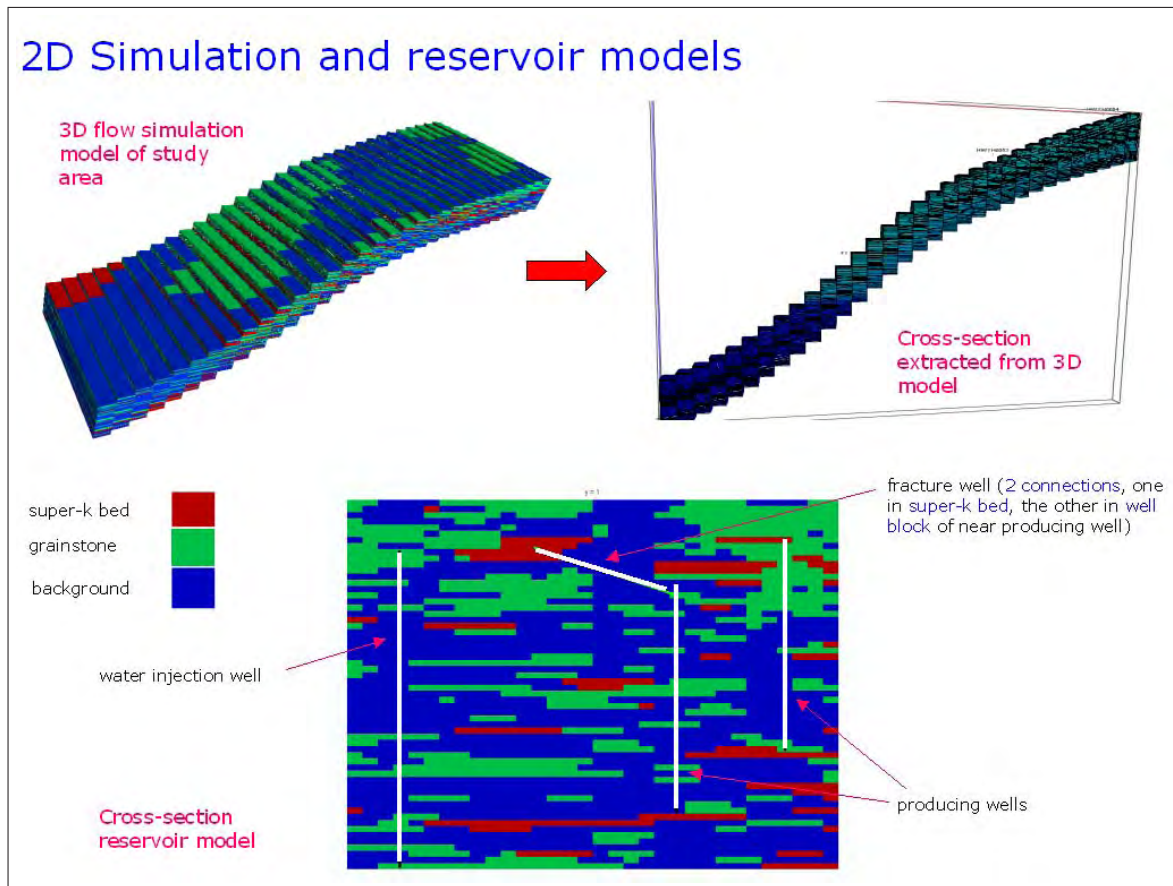 2D Simulation and reservoir models
3D flow simulation
model of study
area
Cross-section
extracted from 3D
model
super-k bed
grainstone
background
y = 1
fracture well (2 connections, one
in super-k bed, the other in well
block of near producing well)
water injection well
producing wells
Cross-section
reservoir model